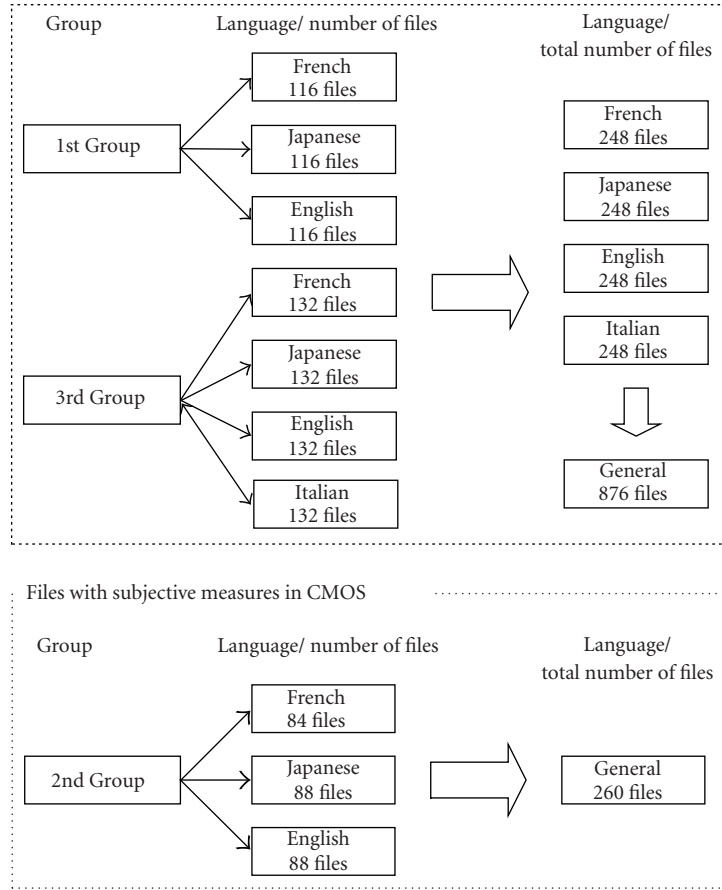 Group
Language/ number of files
Language/
total number of files
1st Group
French
116 files
Japanese
116 files
English
116 files
3rd Group
French
132 files
Japanese
132 files
English
132 files
Italian
132 files
French
248 files
Japanese
248 files
English
248 files
Italian
248 files
General
876 files
Files with subjective measures in CMOS
Group
Language/ number of files
Language/
total number of files
2nd Group
French
84 files
Japanese
88 files
English
88 files
General
260 files